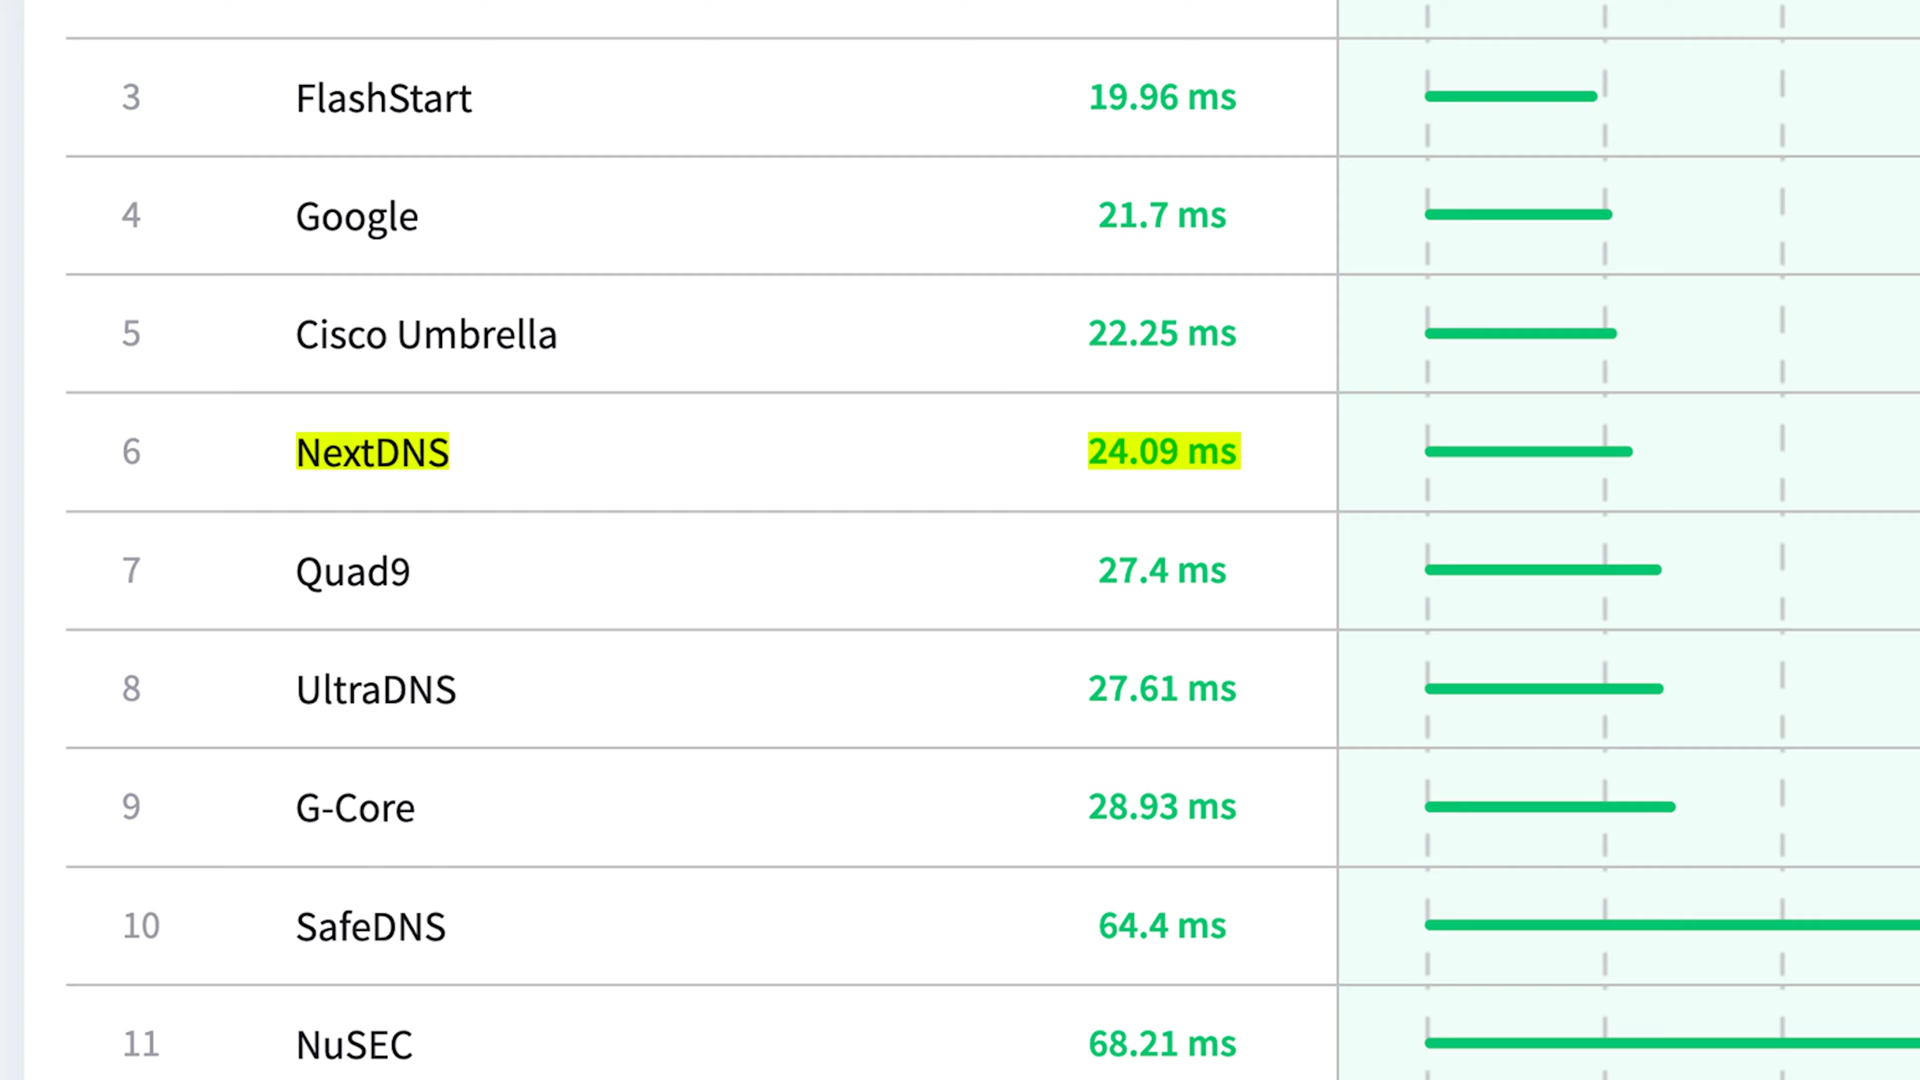 3 FlashStart 19.96 ms
4 Google 21.7 ms
5 Cisco Umbrella 22.25 ms
6 NextDNS 24.09 ms
7 Quad9 27.4 ms
8 UltraDNS 27.61 ms
9 G-Core 28.93 ms
10 SafeDNS 64.4 ms
11 NuSEC 68.21 ms